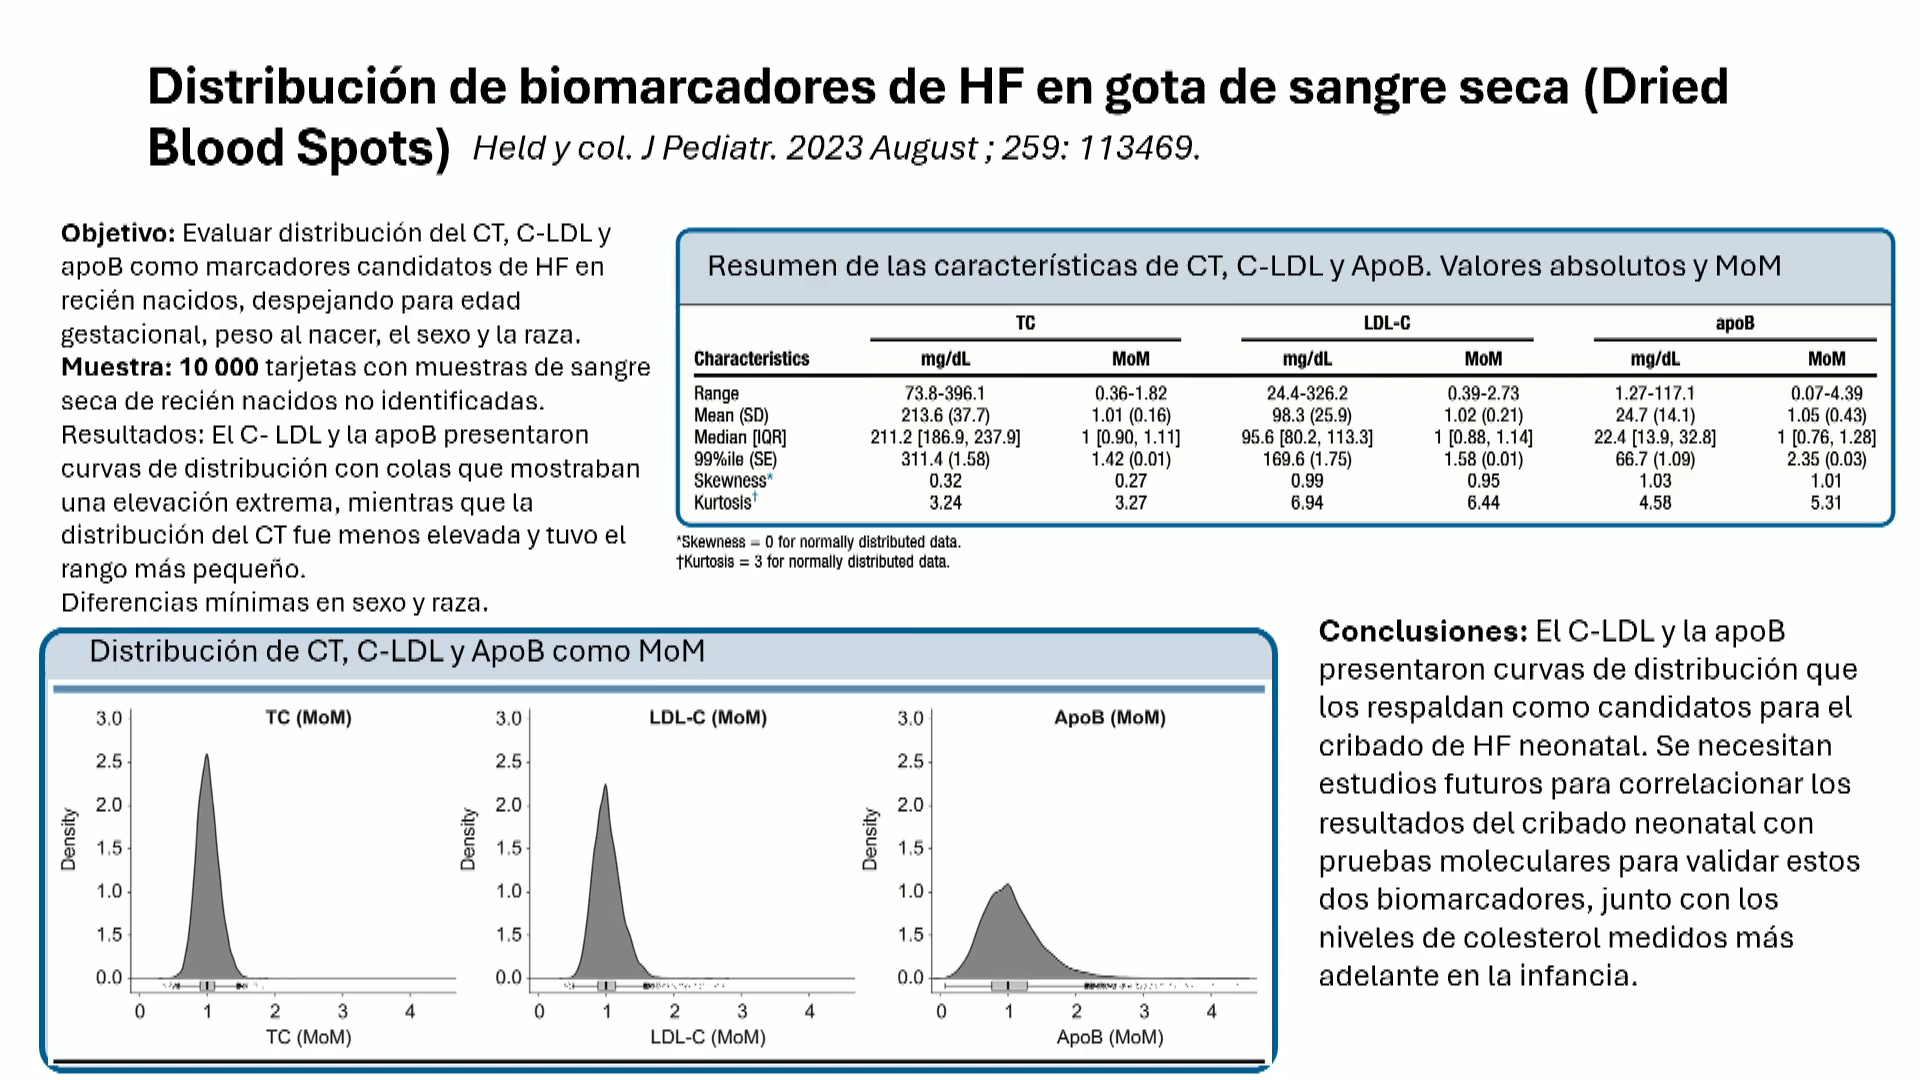 Distribución de biomarcadores de HF en gota de sangre seca (Dried
Blood Spots) Held y col. J Pediatr. 2023 August ; 259: 113469.
Objetivo: Evaluar distribución del CT, C-LDL y
apoB como marcadores candidatos de HF en
recién nacidos, despejando para edad
gestacional, peso al nacer, el sexo y la raza.
Muestra: 10 000 tarjetas con muestras de sangre
seca de recién nacidos no identificadas.
Resultados: El C- LDL y la apoB presentaron
curvas de distribución con colas que mostraban
una elevación extrema, mientras que la
distribución del CT fue menos elevada y tuvo el
rango más pequeño.
Diferencias mínimas en sexo y raza.
Resumen de las características de CT, C-LDL y ApoB. Valores absolutos y MoM
TC LDL-C apoB
Characteristics mg/dL MoM mg/dL MoM mg/dL MoM
Range 73.8-396.1 0.36-1.82 24.4-326.2 0.39-2.73 1.27-117.1 0.07-4.39
Mean (SD) 213.6 (37.7) 1.01 (0.16) 98.3 (25.9) 1.02 (0.21) 24.7 (14.1) 1.05 (0.43)
Median [IQR] 211.2 [186.9, 237.9] 1 [0.90, 1.11] 95.6 [80.2, 113.3] 1 [0.88, 1.14] 22.4 [13.9, 32.8] 1 [0.76, 1.28]
99%ile (SE) 311.4 (1.58) 1.42 (0.01) 169.6 (1.75) 1.58 (0.01) 66.7 (1.09) 2.35 (0.03)
Skewness* 0.32 0.27 0.99 0.95 1.03 1.01
Kurtosis† 3.24 3.27 6.94 6.44 4.58 5.31
*Skewness = 0 for normally distributed data.
†Kurtosis = 3 for normally distributed data.
Distribución de CT, C-LDL y ApoB como MoM
TC (MoM)
Density
3.0
2.5
2.0
1.5
1.0
1.5
0.0
0 1 2 3 4
TC (MoM)
LDL-C (MoM)
Density
3.0
2.5
2.0
1.5
1.0
1.5
0.0
0 1 2 3 4
LDL-C (MoM)
ApoB (MoM)
Density
3.0
2.5
2.0
1.5
1.0
1.5
0.0
0 1 2 3 4
ApoB (MoM)
Conclusiones: El C-LDL y la apoB
presentaron curvas de distribución que
los respaldan como candidatos para el
cribado de HF neonatal. Se necesitan
estudios futuros para correlacionar los
resultados del cribado neonatal con
pruebas moleculares para validar estos
dos biomarcadores, junto con los
niveles de colesterol medidos más
adelante en la infancia.